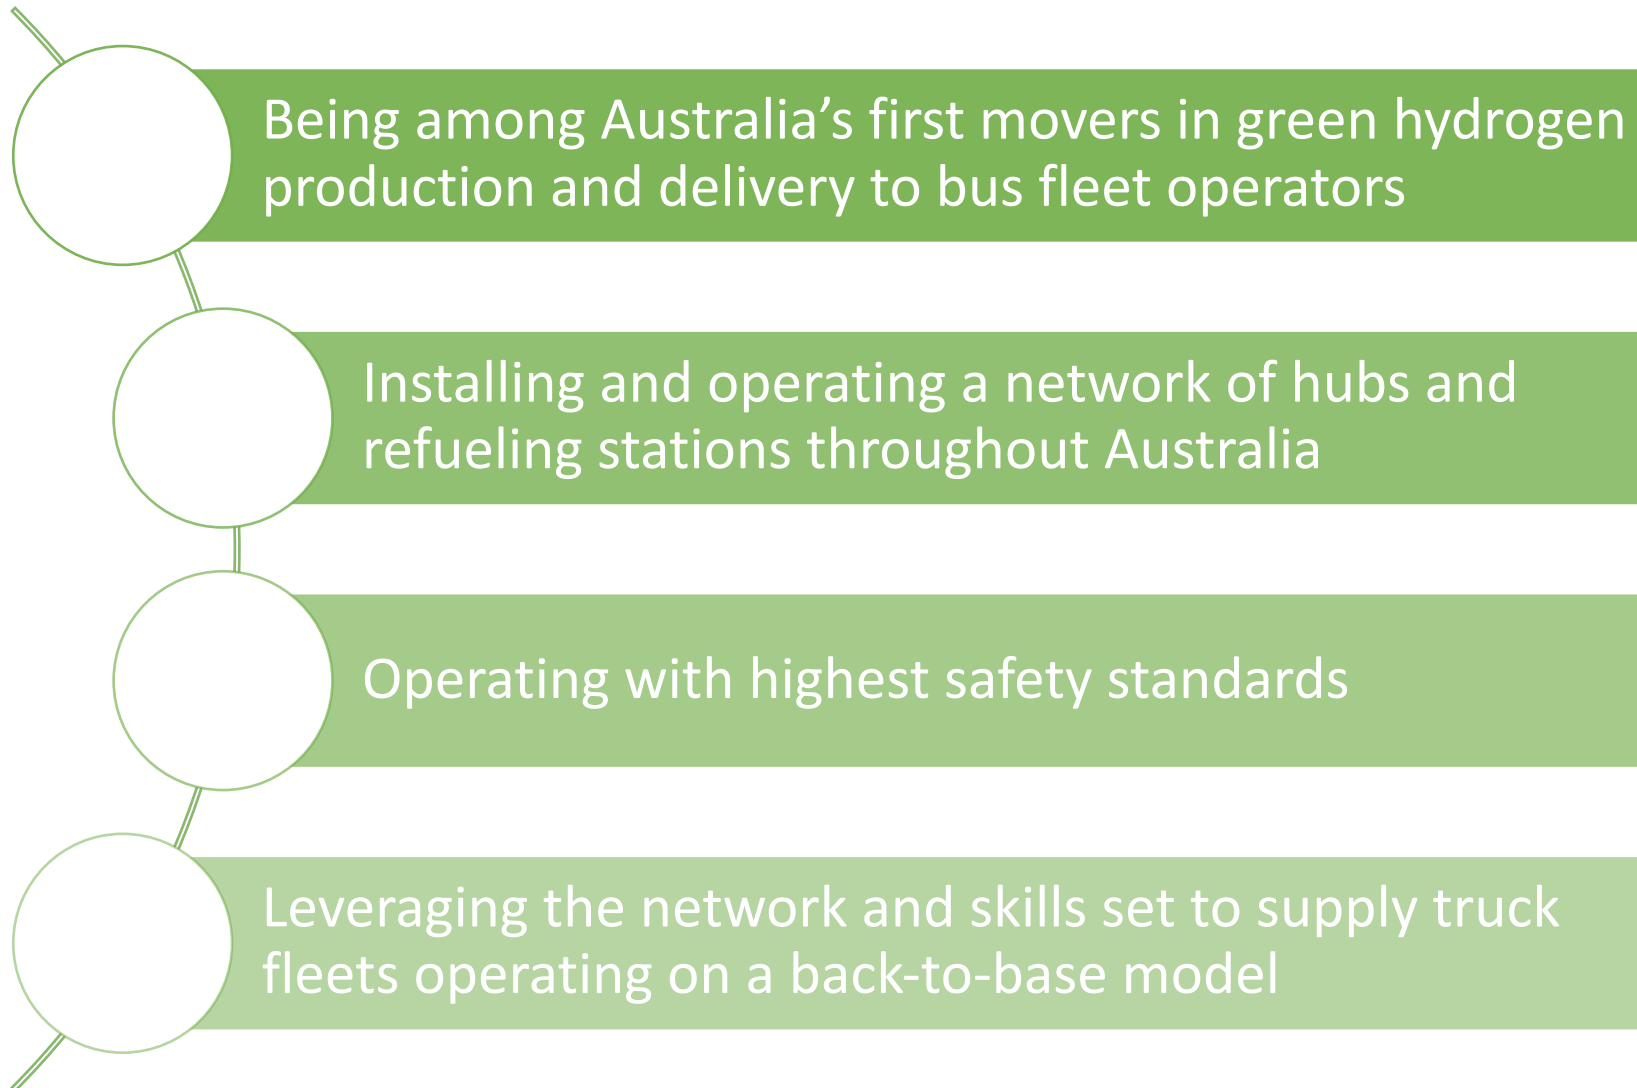 Being among Australia’s first movers in green hydrogen
production and delivery to bus fleet operators
Installing and operating a network of hubs and
refueling stations throughout Australia
Operating with highest safety standards
Leveraging the network and skills set to supply truck
fleets operating on a back-to-base model